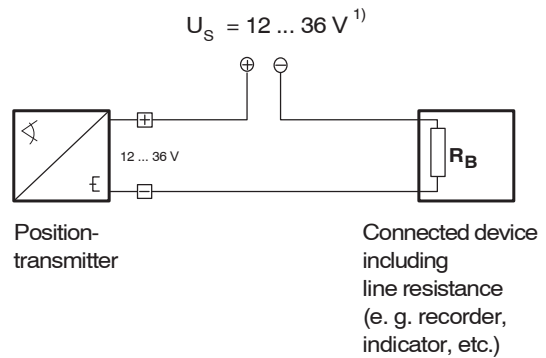 U_S = 12 ... 36 V 1)
⊕ ⊖
+
12 ... 36 V
R_B
E
−
Position-
transmitter
Connected device
including
line resistance
(e. g. recorder,
indicator, etc.)